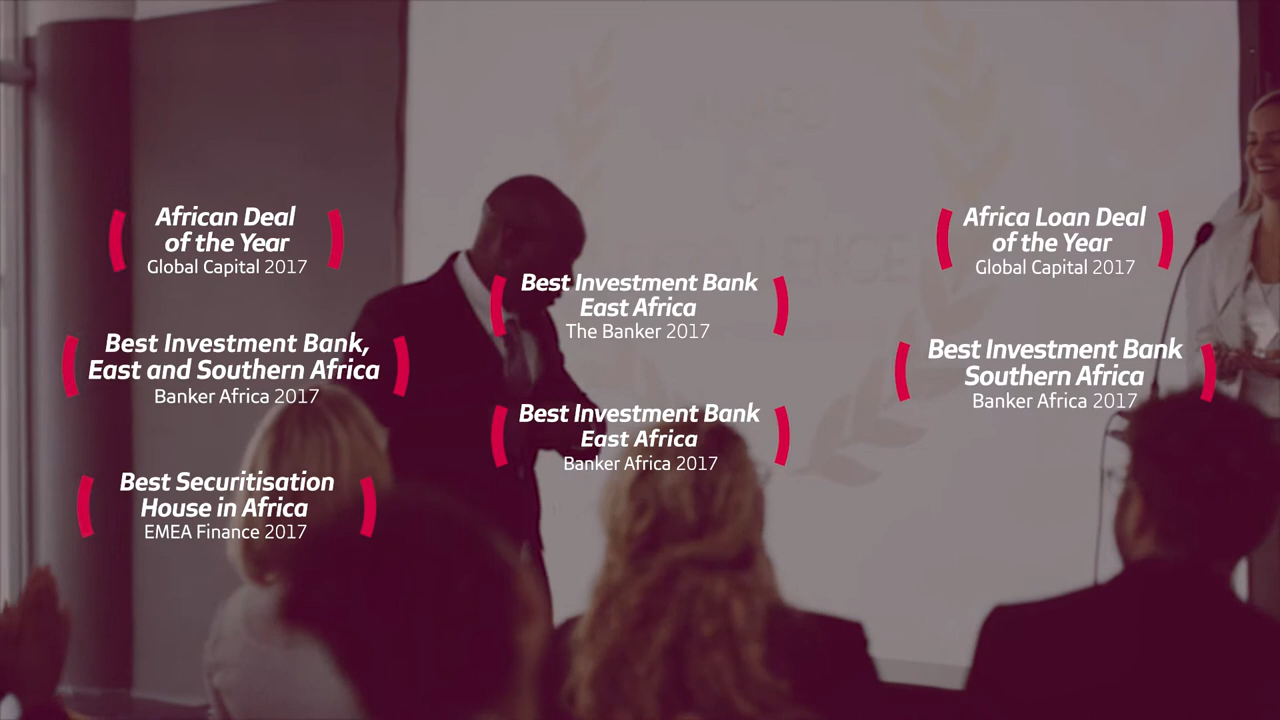 African Deal
of the Year
Global Capital 2017
Best Investment Bank,
East and Southern Africa
Banker Africa 2017
Best Securitisation
House in Africa
EMEA Finance 2017
Best Investment Bank
East Africa
The Banker 2017
Best Investment Bank
East Africa
Banker Africa 2017
Africa Loan Deal
of the Year
Global Capital 2017
Best Investment Bank
Southern Africa
Banker Africa 2017